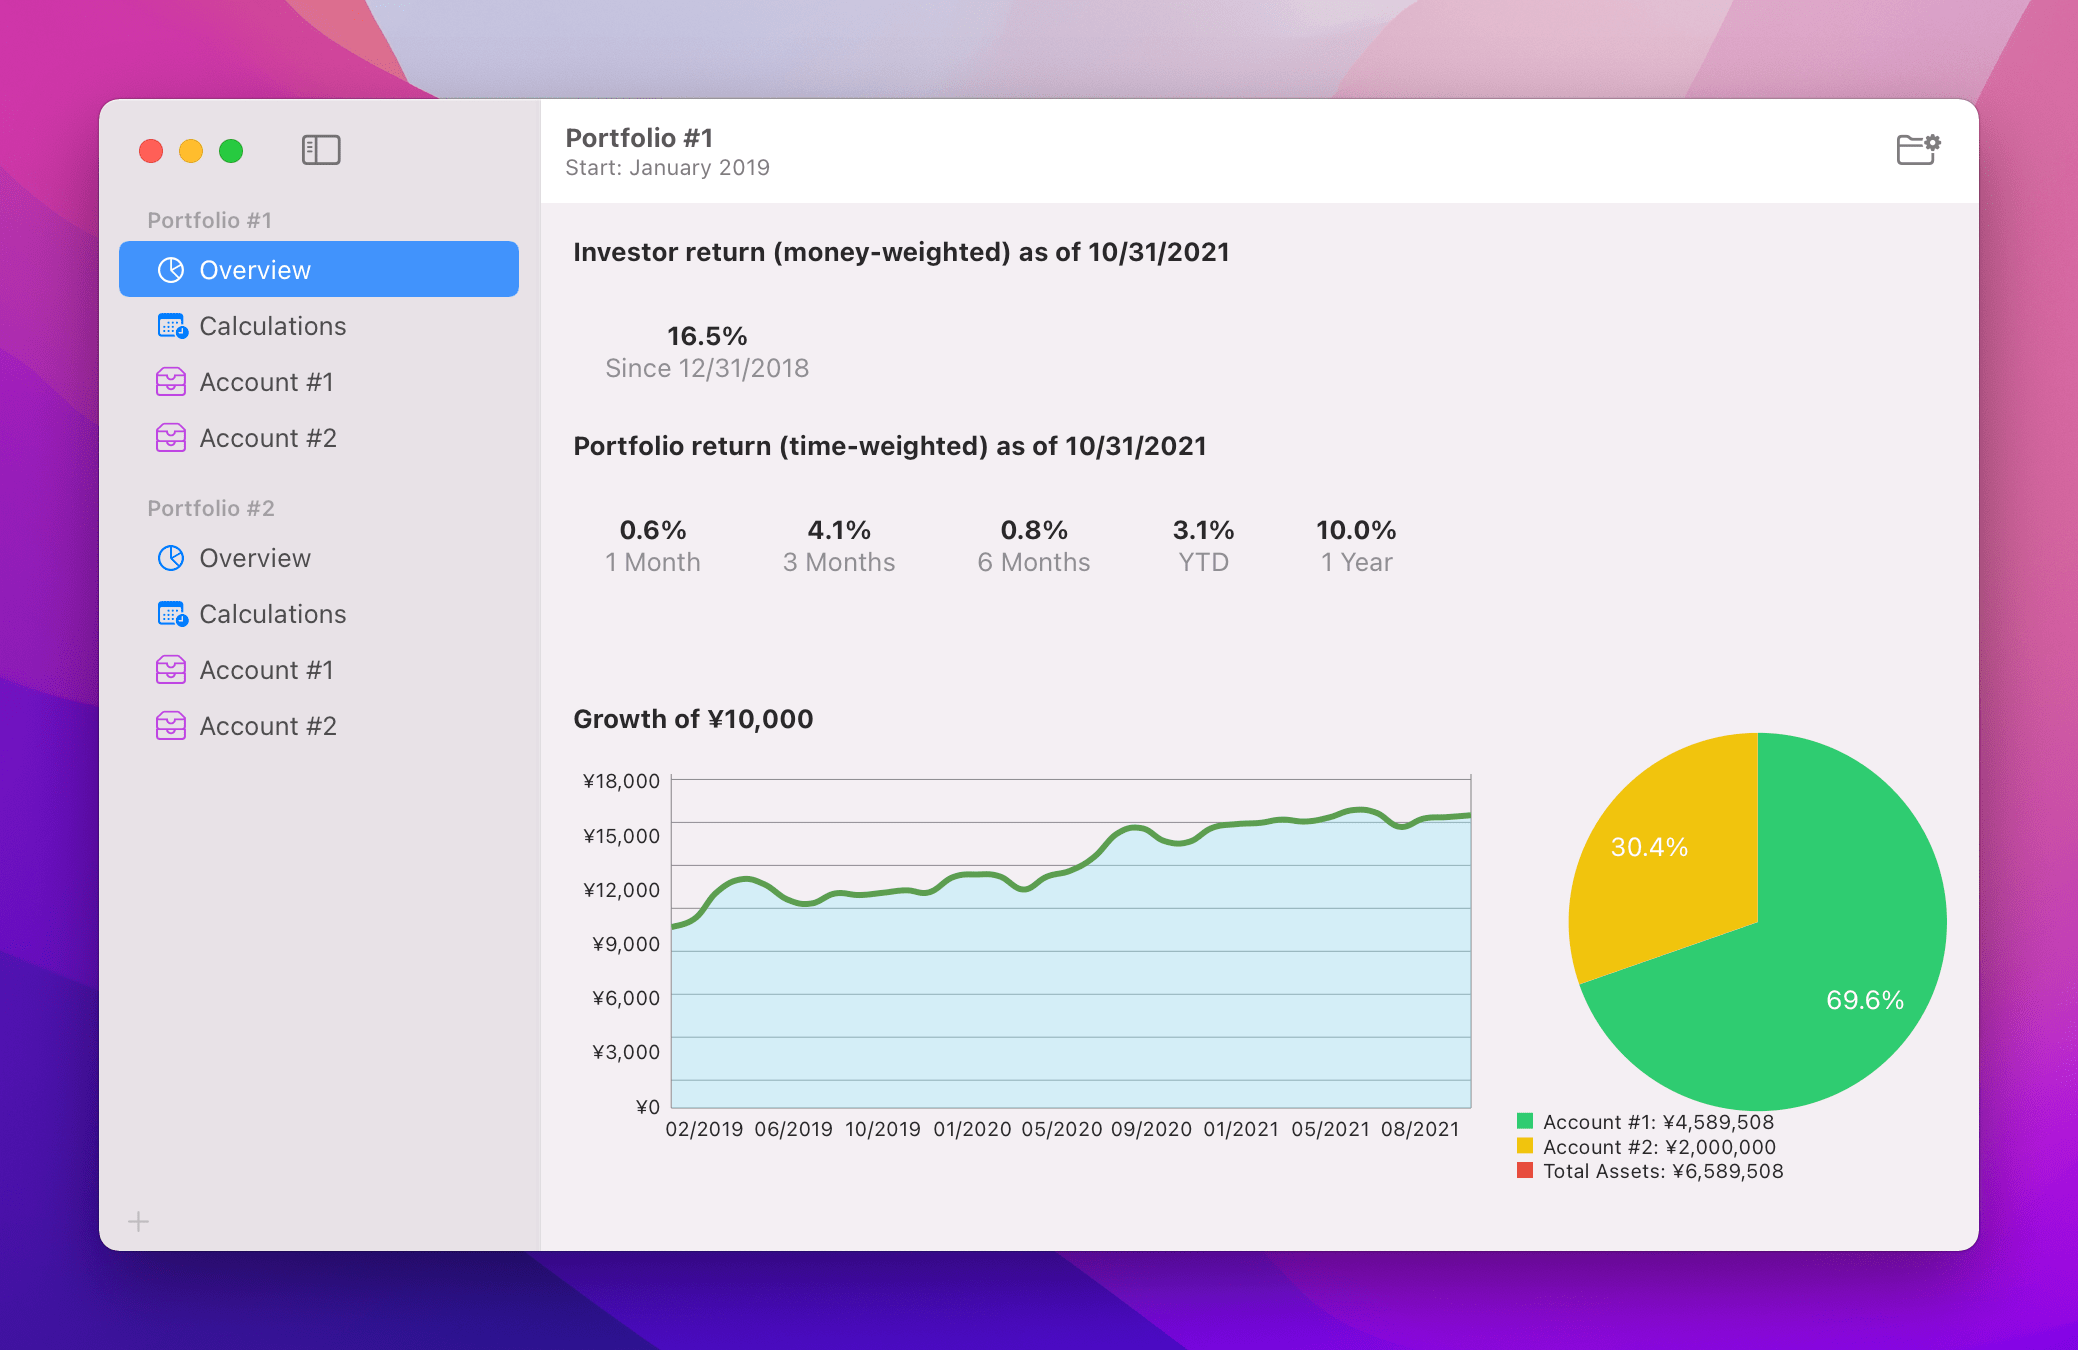 Portfolio #1
Overview
Calculations
Account #1
Account #2
Portfolio #2
Overview
Calculations
Account #1
Account #2
Portfolio #1
Start: January 2019
Investor return (money-weighted) as of 10/31/2021
16.5%
Since 12/31/2018
Portfolio return (time-weighted) as of 10/31/2021
0.6% 4.1% 0.8% 3.1% 10.0%
1 Month 3 Months 6 Months YTD 1 Year
Growth of ¥10,000
¥18,000
¥15,000
¥12,000
¥9,000
¥6,000
¥3,000
¥0
02/2019 06/2019 10/2019 01/2020 05/2020 09/2020 01/2021 05/2021 08/2021
30.4%
69.6%
Account #1: ¥4,589,508
Account #2: ¥2,000,000
Total Assets: ¥6,589,508